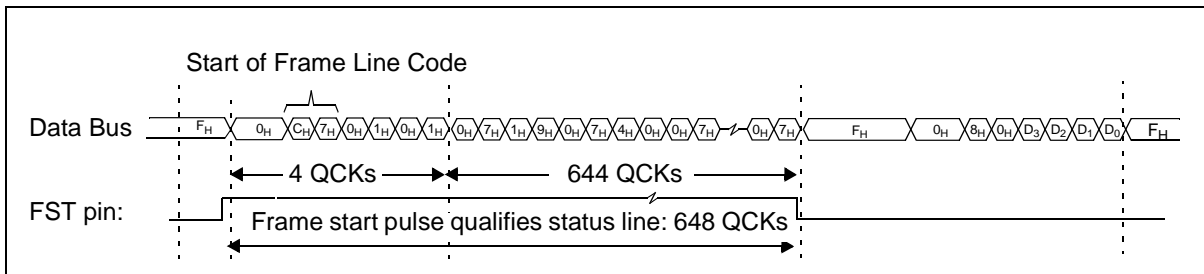 Start of Frame Line Code
Data Bus FH 0H CH 7H 0H 1H 0H 1H 0H 7H 1H 9H 0H 7H 4H 0H 0H 7H 0H 7H FH 0H 8H 0H D3 D2 D1 D0 FH
4 QCKs 644 QCKs
FST pin:
Frame start pulse qualifies status line: 648 QCKs